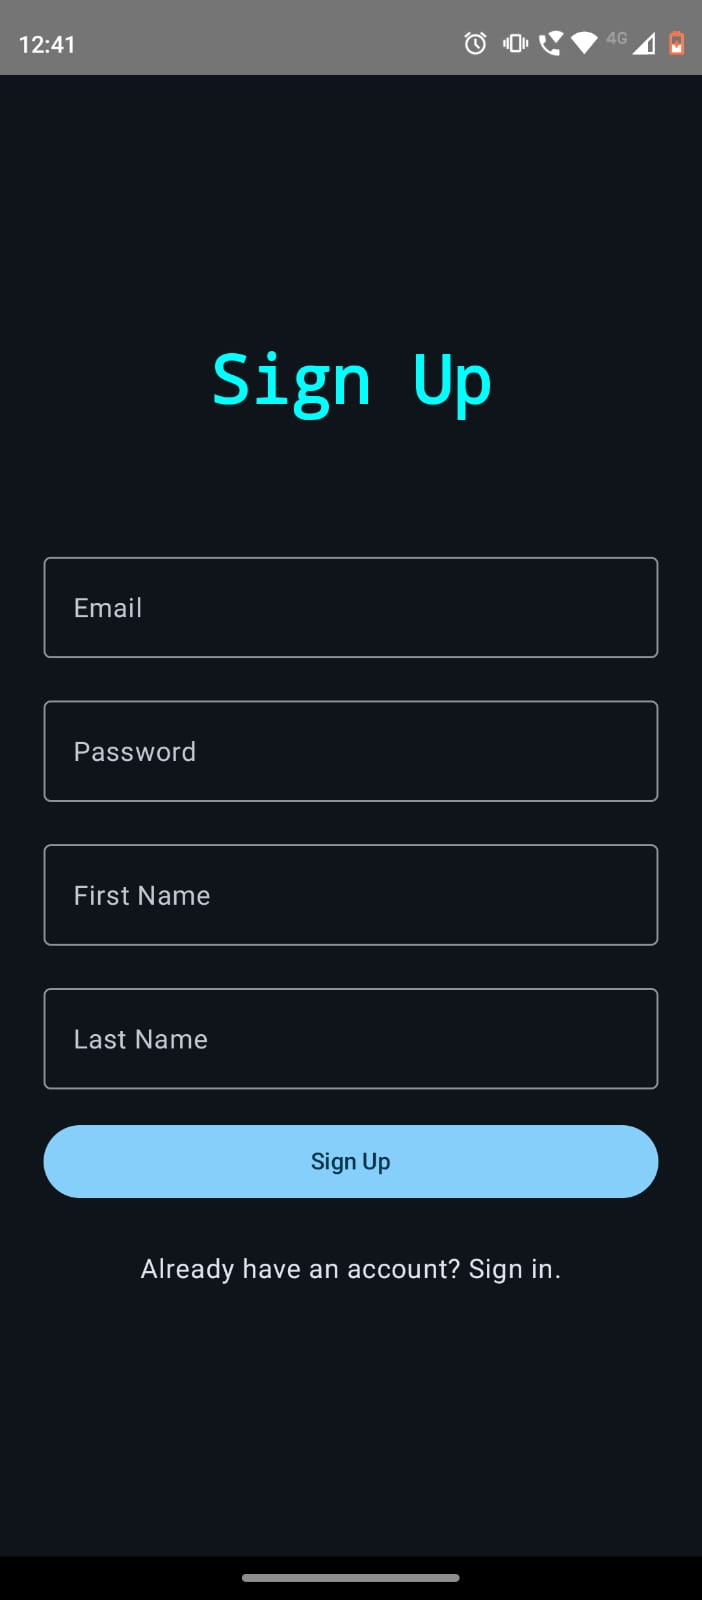 12:41 4G
Sign Up
Email
Password
First Name
Last Name
Sign Up
Already have an account? Sign in.